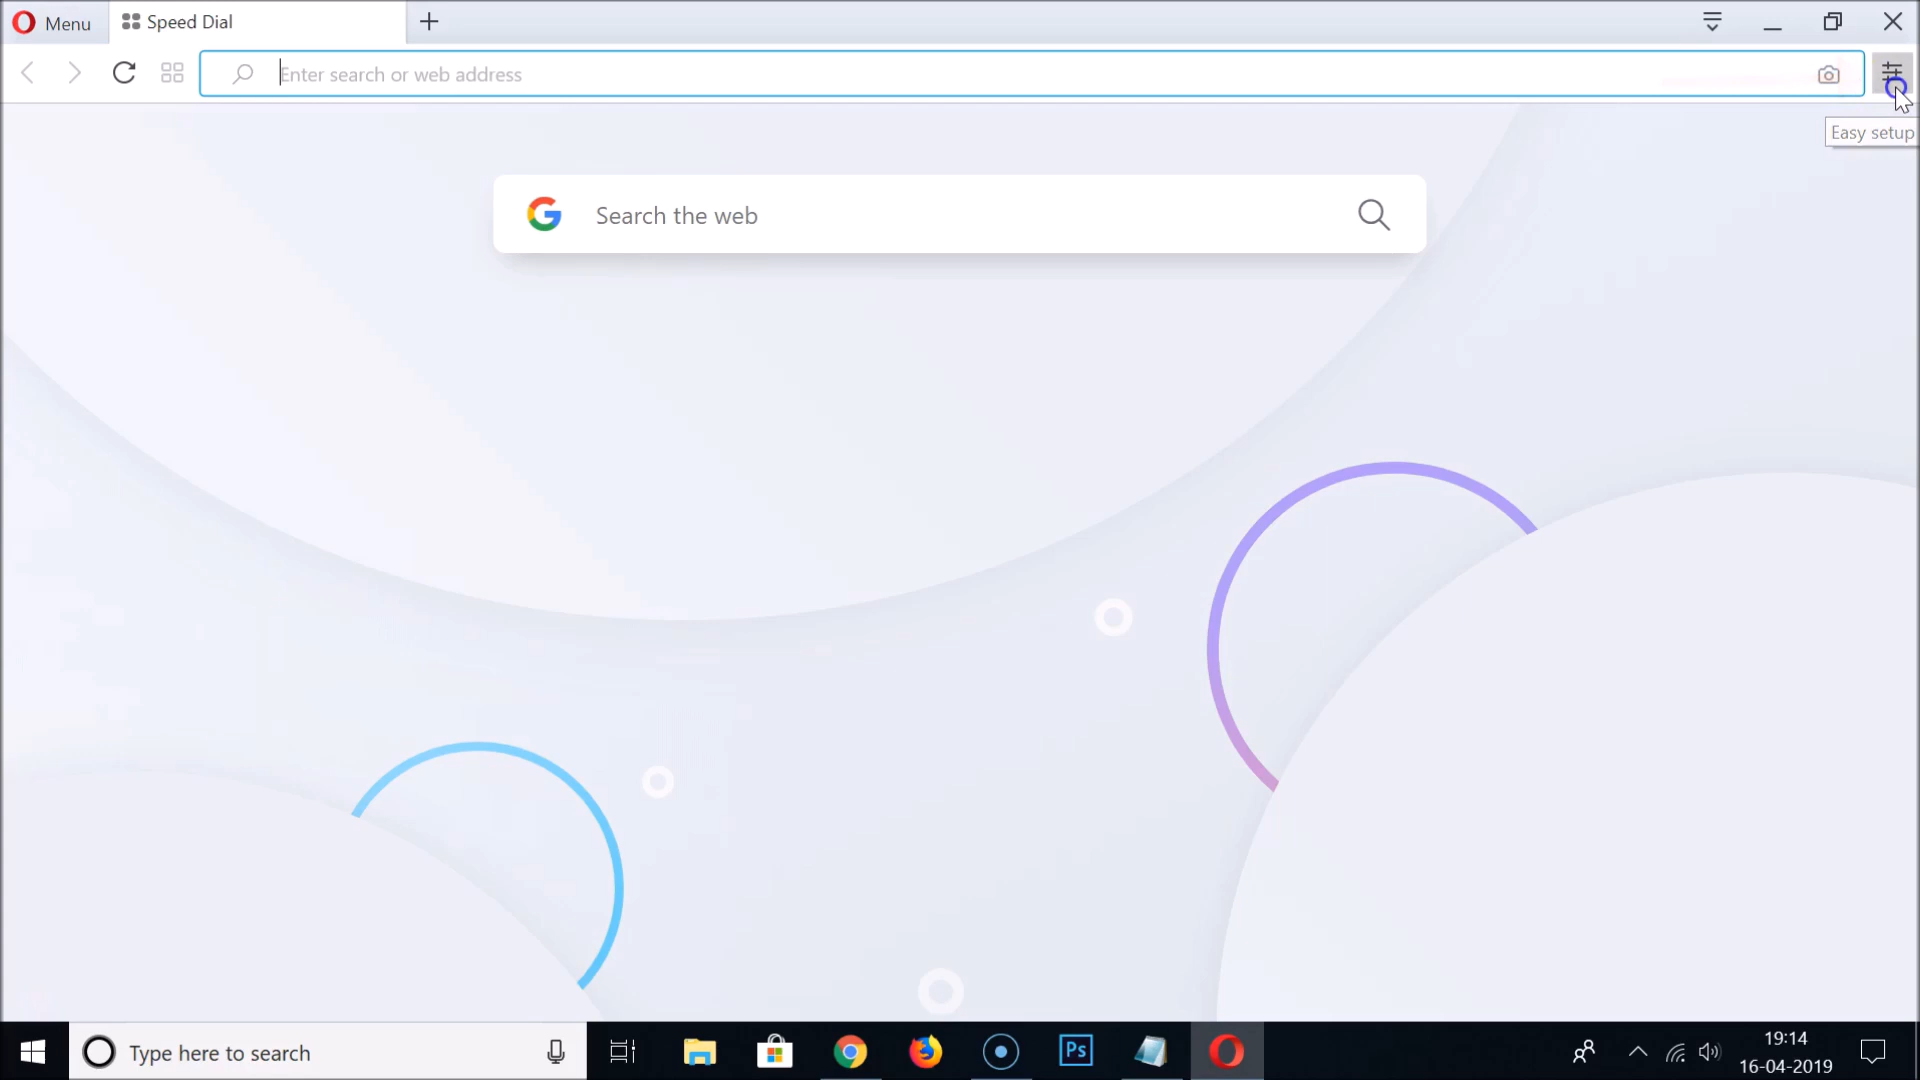 Menu
Speed Dial
Enter search or web address
Easy setup
Search the web
Type here to search
Ps
19:14
16-04-2019